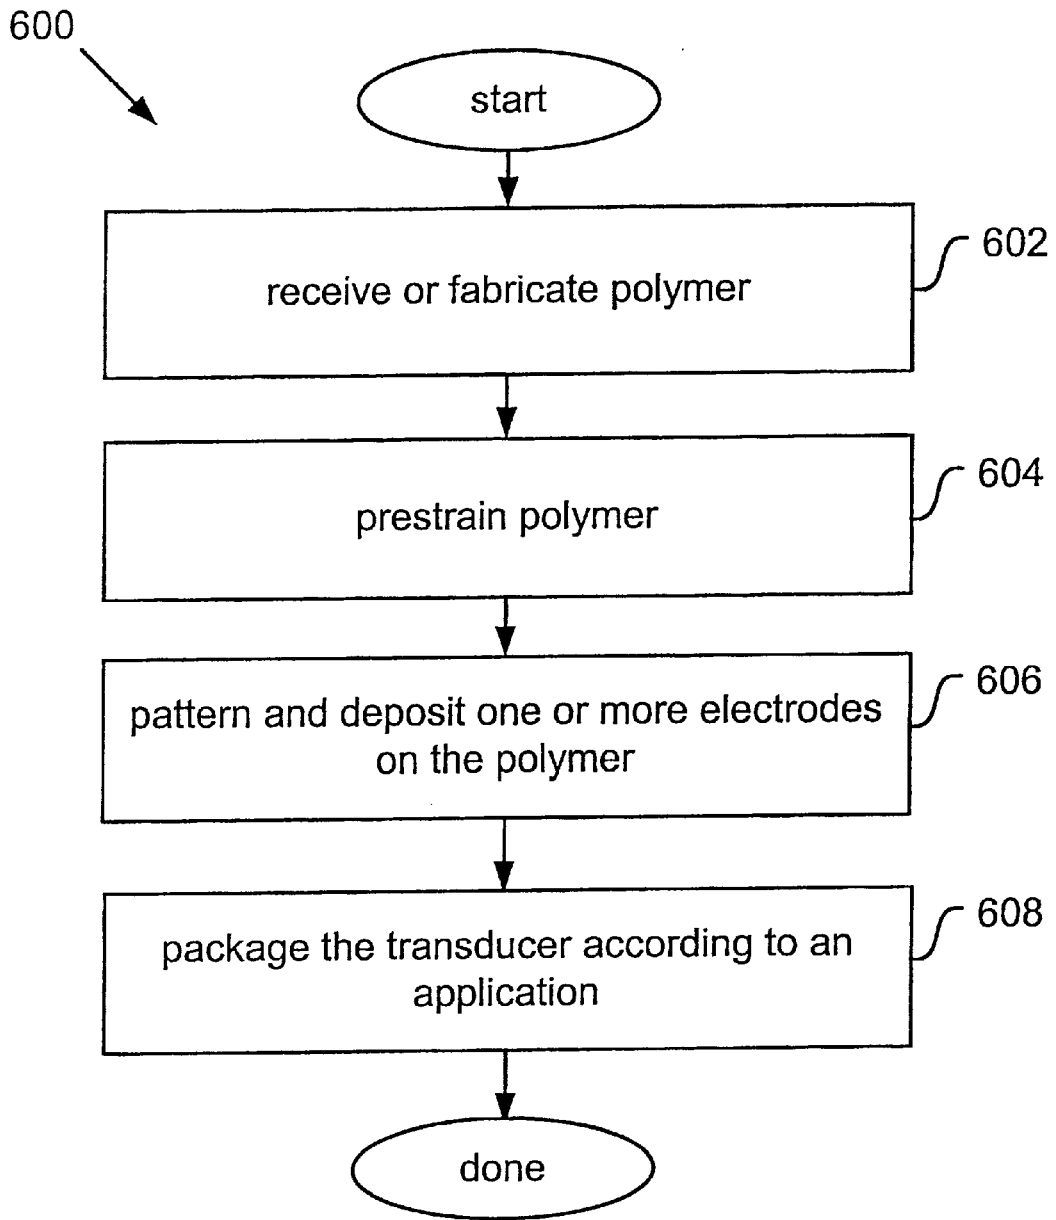 600
start
receive or fabricate polymer
602
prestrain polymer
604
pattern and deposit one or more electrodes
on the polymer
606
package the transducer according to an
application
608
done